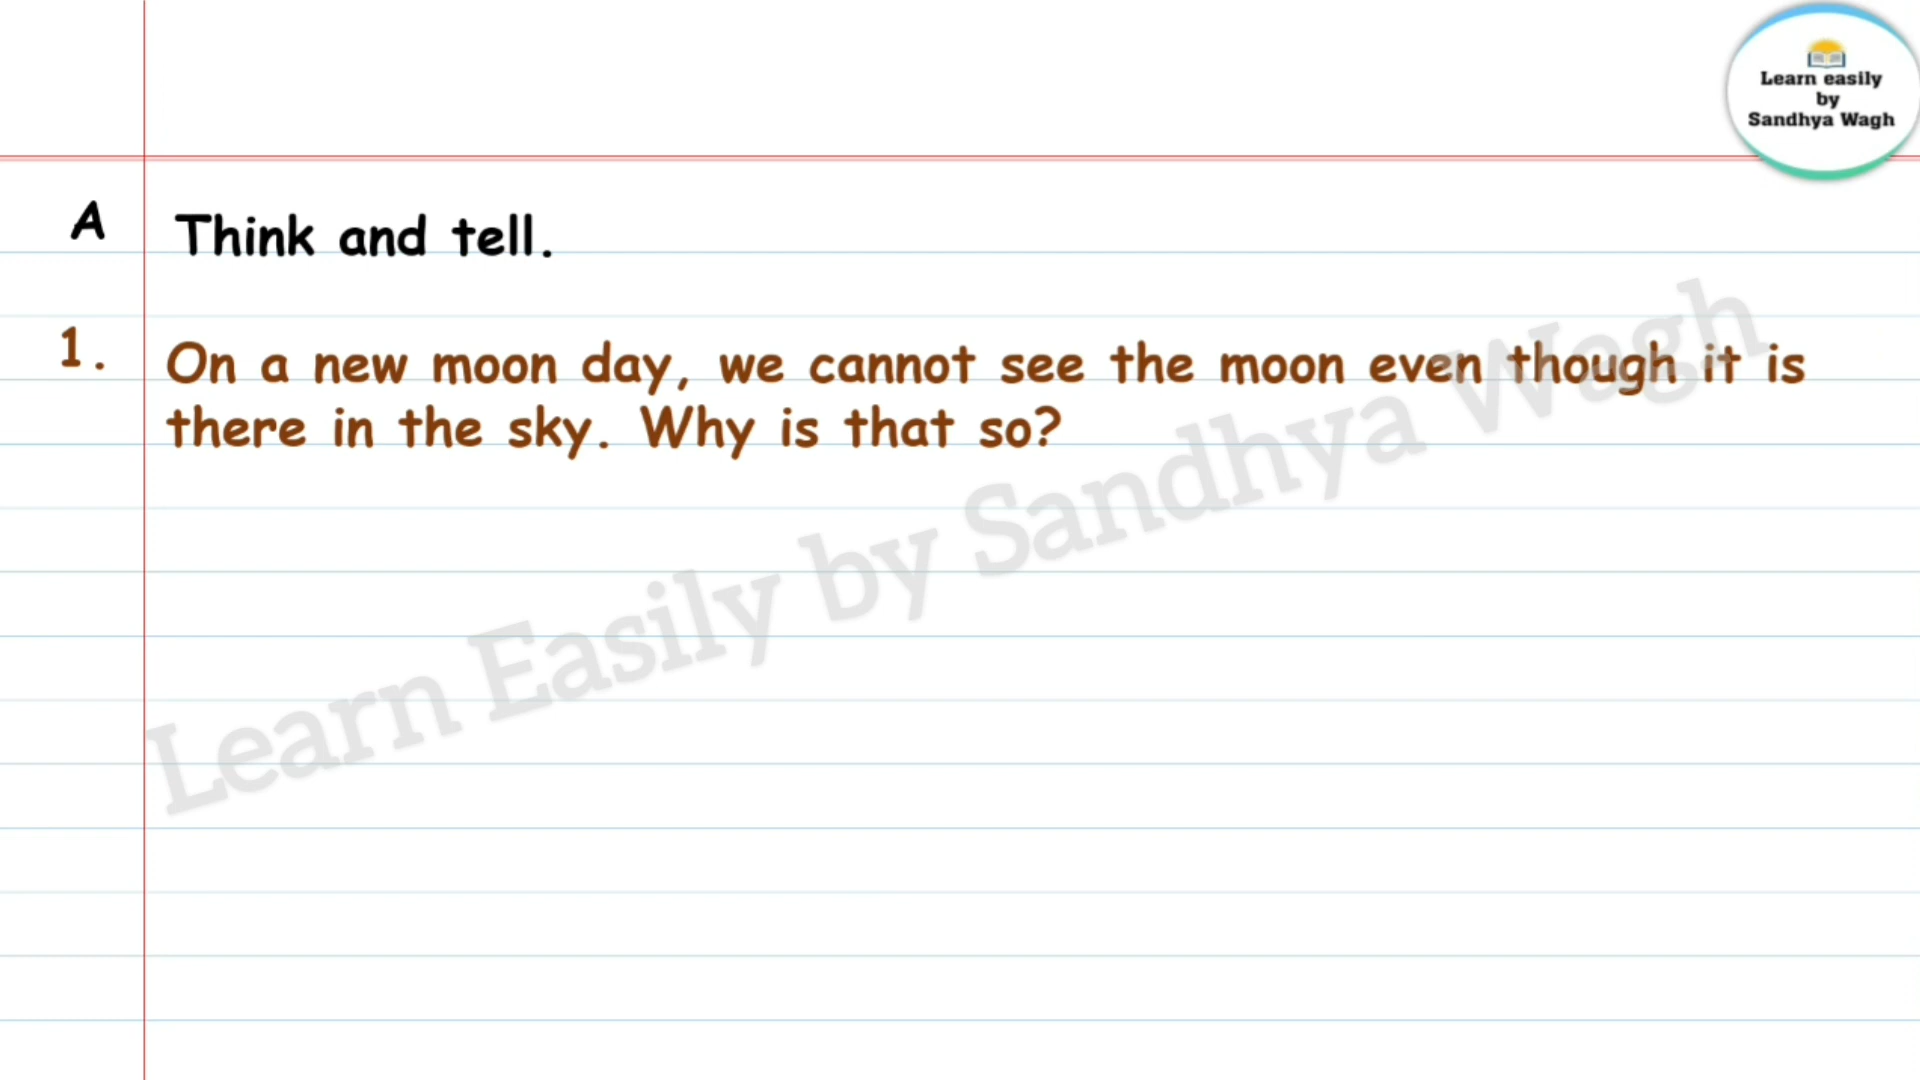 Learn easily
by
Sandhya Wagh
A Think and tell.
1. On a new moon day, we cannot see the moon even though it is
there in the sky. Why is that so?
Learn Easily by Sandhya Wagh